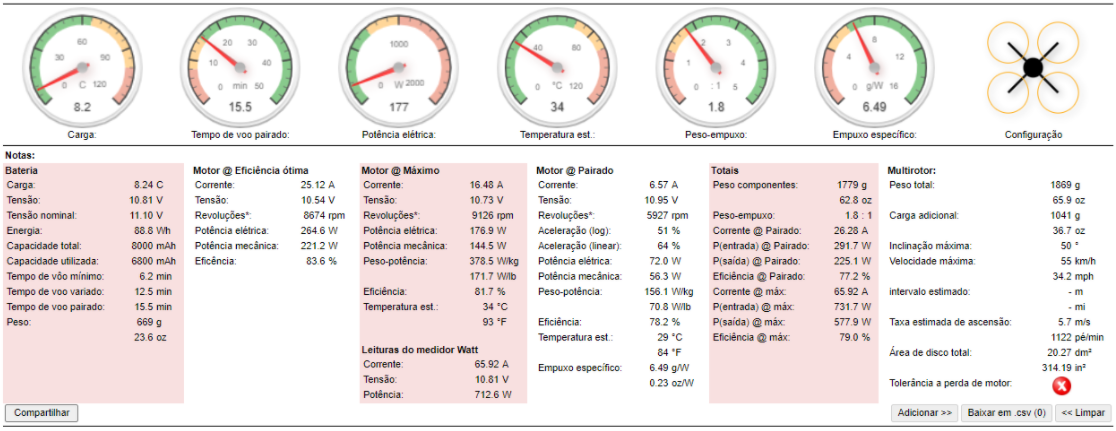 60
30 90
0 C 120
8.2
Carga:
20 30
10 40
0 min 50
15.5
Tempo de voo pairado:
1000
0 W 2000
177
Potência elétrica:
40 80
0 °C 120
34
Temperatura est.:
2 3
1 4
0 : 1 5
1.8
Peso-empuxo:
8
4 12
0 g/W 16
6.49
Empuxo específico:
Configuração
Notas:
Bateria
Carga: 8.24 C
Tensão: 10.81 V
Tensão nominal: 11.10 V
Energia: 88.8 Wh
Capacidade total: 8000 mAh
Capacidade utilizada: 6800 mAh
Tempo de vôo mínimo: 6.2 min
Tempo de voo variado: 12.5 min
Tempo de voo pairado: 15.5 min
Peso: 669 g
23.6 oz
Motor @ Eficiência ótima
Corrente: 25.12 A
Tensão: 10.54 V
Revoluções*: 8674 rpm
Potência elétrica: 264.6 W
Potência mecânica: 221.2 W
Eficência: 83.6 %
Motor @ Máximo
Corrente: 16.48 A
Tensão: 10.73 V
Revoluções*: 9126 rpm
Potência elétrica: 176.9 W
Potência mecânica: 144.5 W
Peso-potência: 378.5 W/kg
171.7 W/lb
Eficiência: 81.7 %
Temperatura est.: 34 °C
93 °F
Leituras do medidor Watt
Corrente: 65.92 A
Tensão: 10.81 V
Potência: 712.6 W
Motor @ Pairado
Corrente: 6.57 A
Tensão: 10.95 V
Revoluções*: 5927 rpm
Aceleração (log): 51 %
Aceleração (linear): 64 %
Potência elétrica: 72.0 W
Potência mecânica: 56.3 W
Peso-potência: 156.1 W/kg
70.8 W/lb
Eficiência: 78.2 %
Temperatura est.: 29 °C
84 °F
Empuxo específico: 6.49 g/W
0.23 oz/W
Totais
Peso componentes: 1779 g
62.8 oz
Peso-empuxo: 1.8 : 1
Corrente @ Pairado: 26.28 A
P(entrada) @ Pairado: 291.7 W
P(saída) @ Pairado: 225.1 W
Eficiência @ Pairado: 77.2 %
Corrente @ máx: 65.92 A
P(entrada) @ máx: 731.7 W
P(saída) @ máx: 577.9 W
Eficiência @ máx: 79.0 %
Multirotor:
Peso total: 1869 g
65.9 oz
Carga adicional: 1041 g
36.7 oz
Inclinação máxima: 50 °
Velocidade máxima: 55 km/h
34.2 mph
intervalo estimado: - m
- mi
Taxa estimada de ascensão: 5.7 m/s
1122 pé/min
Área de disco total: 20.27 dm²
314.19 in²
Tolerância a perda de motor:
Compartilhar
Adicionar >> Baixar em .csv (0) << Limpar